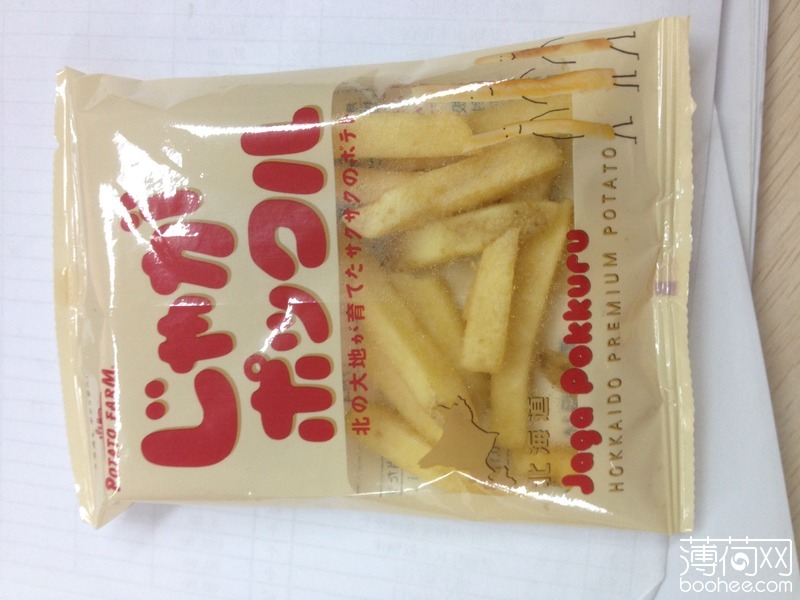 POTATO FARM
じゃが
ポックル
北の大地が育てたサクサクのポテト
北海道
Jaga Pokkuru
HOKKAIDO PREMIUM POTATO
薄荷网
boohee.com